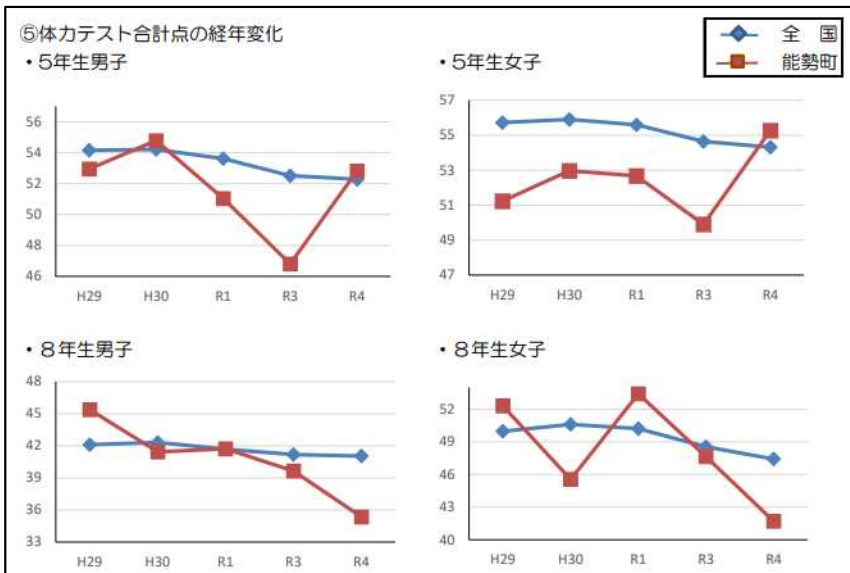 ⑤体力テスト合計点の経年変化
全　国
能勢町
・5年生男子
56
54
52
50
48
46
H29 H30 R1 R3 R4
・5年生女子
57
55
53
51
49
47
H29 H30 R1 R3 R4
・８年生男子
48
45
42
39
36
33
H29 H30 R1 R3 R4
・８年生女子
52
49
46
43
40
H29 H30 R1 R3 R4